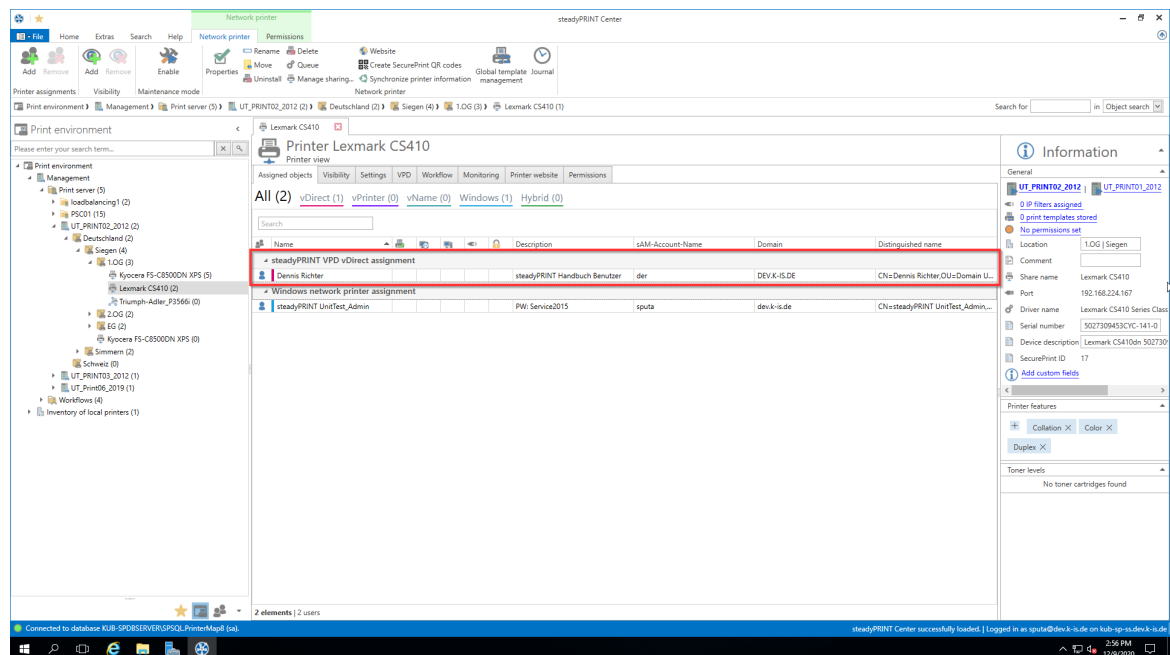 Network printer
steadyPRINT Center
File Home Extras Search Help Network printer Permissions
Add Remove Add Remove Enable Properties
Rename Delete Website
Move Queue Create SecurePrint QR codes
Uninstall Manage sharing... Synchronize printer information
Global template management Journal
Printer assignments Visibility Maintenance mode Network printer
Print environment Management Print server (5) UT_PRINT02_2012 (2) Deutschland (2) Siegen (4) 1.OG (3) Lexmark CS410 (1)
Search for in Object search
Print environment
Please enter your search term...
Print environment
Management
Print server (5)
loadbalancing1 (2)
PSC01 (15)
UT_PRINT02_2012 (2)
Deutschland (2)
Siegen (4)
1.OG (3)
Kyocera FS-C8500DN XPS (5)
Lexmark CS410 (2)
Triumph-Adler_P3566i (0)
2.OG (2)
EG (2)
Kyocera FS-C8500DN XPS (0)
Simmern (2)
Schweiz (0)
UT_PRINT03_2012 (1)
UT_Print06_2019 (1)
Workflows (4)
Inventory of local printers (1)
Lexmark CS410
Printer Lexmark CS410
Printer view
Assigned objects Visibility Settings VPD Workflow Monitoring Printer website Permissions
All (2) vDirect (1) vPrinter (0) vName (0) Windows (1) Hybrid (0)
Search
Name Description sAM-Account-Name Domain Distinguished name
steadyPRINT VPD vDirect assignment
Dennis Richter steadyPRINT Handbuch Benutzer der DEV.K-IS.DE CN=Dennis Richter,OU=Domain U...
Windows network printer assignment
steadyPRINT UnitTest_Admin PW: Service2015 sputa dev.k-is.de CN=steadyPRINT UnitTest_Admin,...
2 elements | 2 users
Information
General
UT_PRINT02_2012 | UT_PRINT01_2012
0 IP filters assigned
0 print templates stored
No permissions set
Location 1.OG | Siegen
Comment
Share name Lexmark CS410
Port 192.168.224.167
Driver name Lexmark CS410 Series Class
Serial number 5027309453CYC-141-0
Device description Lexmark CS410dn 502730
SecurePrint ID 17
Add custom fields
Printer features
Collation Color
Duplex
Toner levels
No toner cartridges found
Connected to database KUB-SPDBSERVER\SPSQL.PrinterMap8 (sa).
steadyPRINT Center successfully loaded. | Logged in as sputa@dev.k-is.de on kub-sp-ss.dev.k-is.de
2:56 PM
12/9/2020